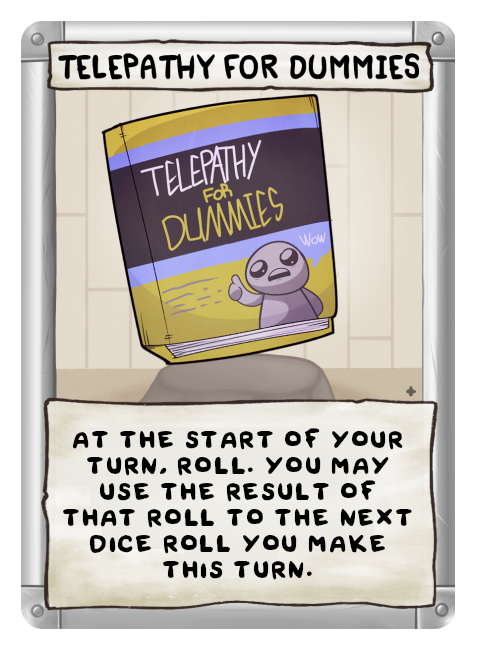 TELEPATHY FOR DUMMIES
TELEPATHY
FOR
DUMMIES
WOW
AT THE START OF YOUR
TURN, ROLL. YOU MAY
USE THE RESULT OF
THAT ROLL TO THE NEXT
DICE ROLL YOU MAKE
THIS TURN.